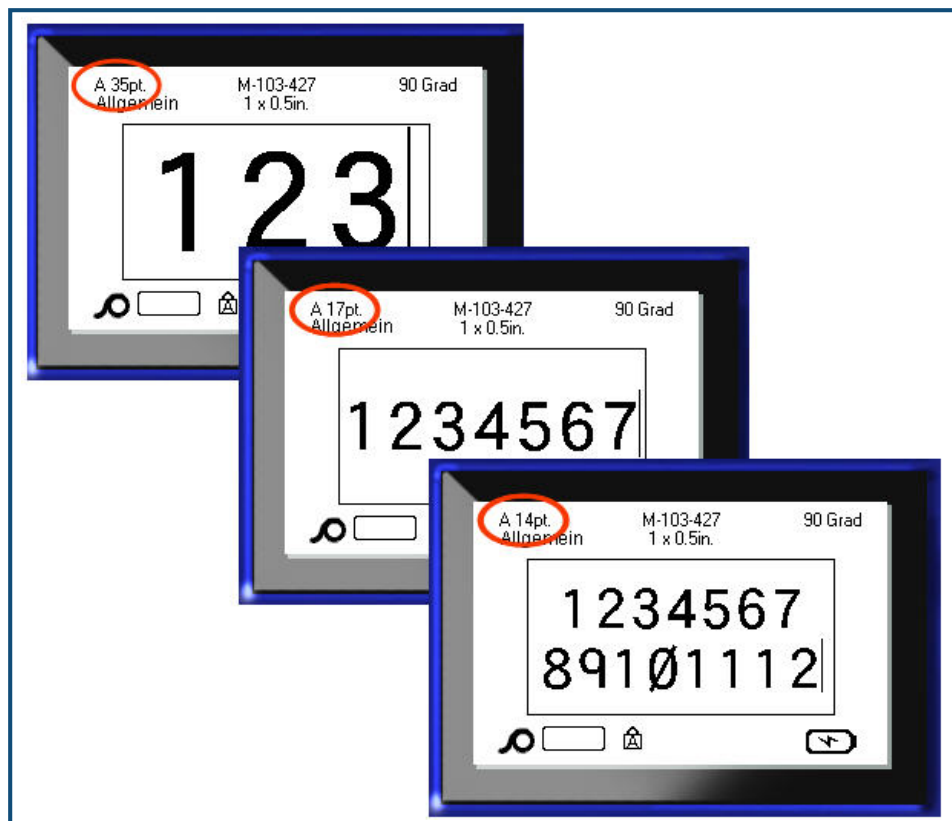 A 35pt. M-103-427 90 Grad
Allgemein 1 x 0.5in.
123
A
A 17pt. M-103-427 90 Grad
Allgemein 1 x 0.5in.
1234567
A 14pt. M-103-427 90 Grad
Allgemein 1 x 0.5in.
1234567
891Ø1112
A